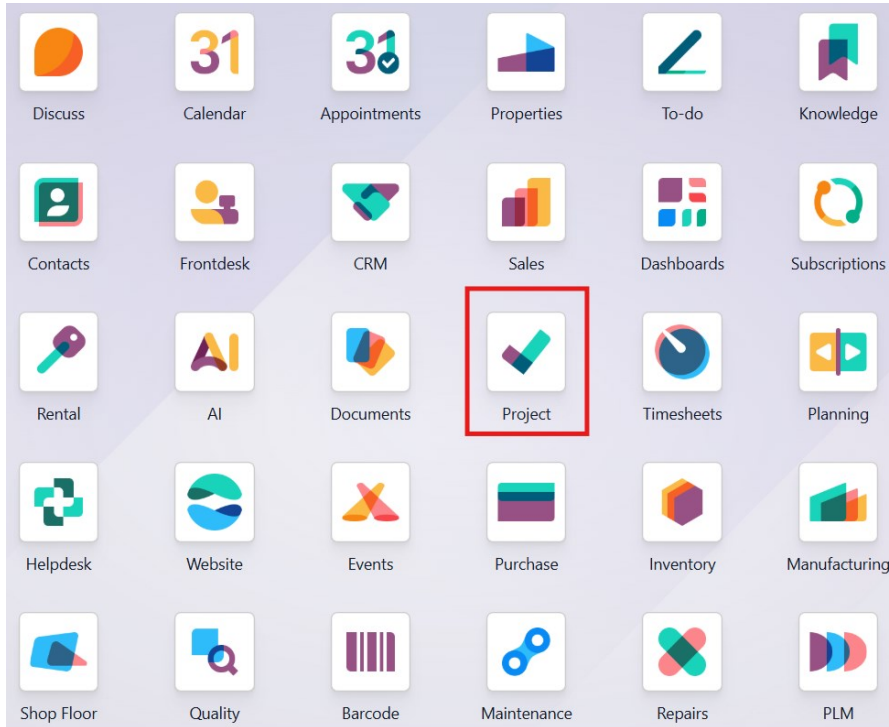 31
31
Discuss
Calendar
Appointments
Properties
To-do
Knowledge
Contacts
Frontdesk
CRM
Sales
Dashboards
Subscriptions
AI
Rental
AI
Documents
Project
Timesheets
Planning
Helpdesk
Website
Events
Purchase
Inventory
Manufacturing
Shop Floor
Quality
Barcode
Maintenance
Repairs
PLM